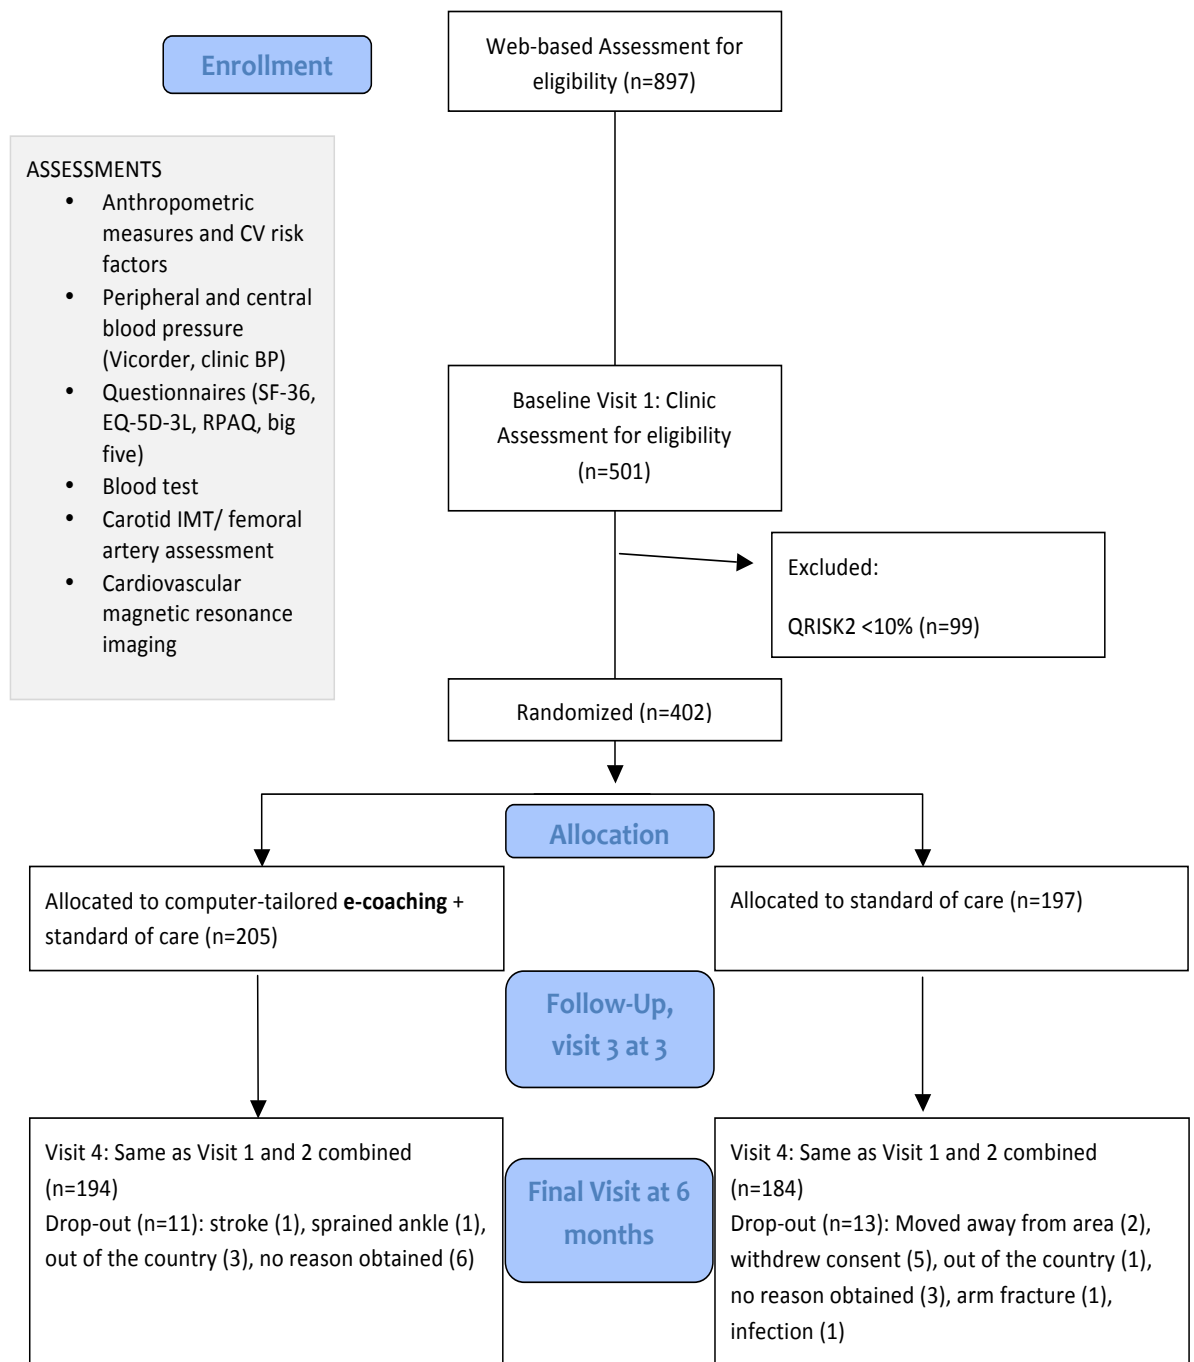 Enrollment
Web-based Assessment for
eligibility (n=897)
ASSESSMENTS
• Anthropometric
measures and CV risk
factors
• Peripheral and central
blood pressure
(Vicorder, clinic BP)
• Questionnaires (SF-36,
EQ-5D-3L, RPAQ, big
five)
• Blood test
• Carotid IMT/ femoral
artery assessment
• Cardiovascular
magnetic resonance
imaging
Baseline Visit 1: Clinic
Assessment for eligibility
(n=501)
Excluded:
QRISK2 <10% (n=99)
Randomized (n=402)
Allocation
Allocated to computer-tailored e-coaching +
standard of care (n=205)
Allocated to standard of care (n=197)
Follow-Up,
visit 3 at 3
Visit 4: Same as Visit 1 and 2 combined
(n=194)
Drop-out (n=11): stroke (1), sprained ankle (1),
out of the country (3), no reason obtained (6)
Final Visit at 6
months
Visit 4: Same as Visit 1 and 2 combined
(n=184)
Drop-out (n=13): Moved away from area (2),
withdrew consent (5), out of the country (1),
no reason obtained (3), arm fracture (1),
infection (1)